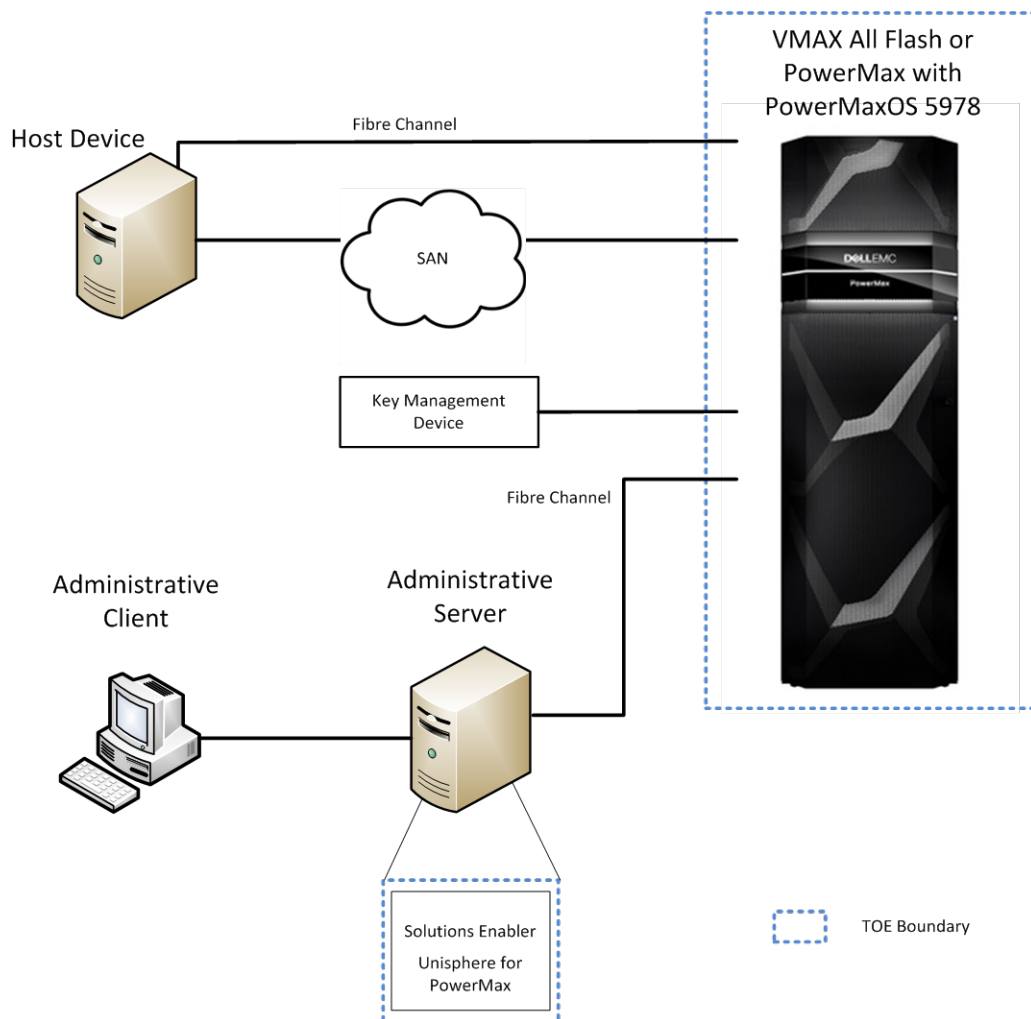 VMAX All Flash or
PowerMax with
PowerMaxOS 5978
Fibre Channel
Host Device
SAN
DELLEMC
PowerMax
Key Management
Device
Fibre Channel
Administrative
Client
Administrative
Server
Solutions Enabler
Unisphere for
PowerMax
TOE Boundary